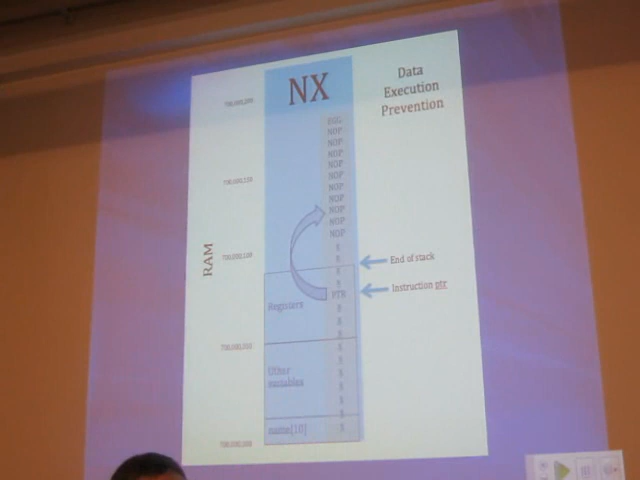 NX
Data
Execution
Prevention
NOP
NOP
NOP
NOP
NOP
NOP
NOP
NOP
NOP
NOP
X
X
X
PTR
X
X
X
X
X
X
X
X
X
X
RAM
End of stack
Instruction ptr
Registers
Other
variables
name[10]